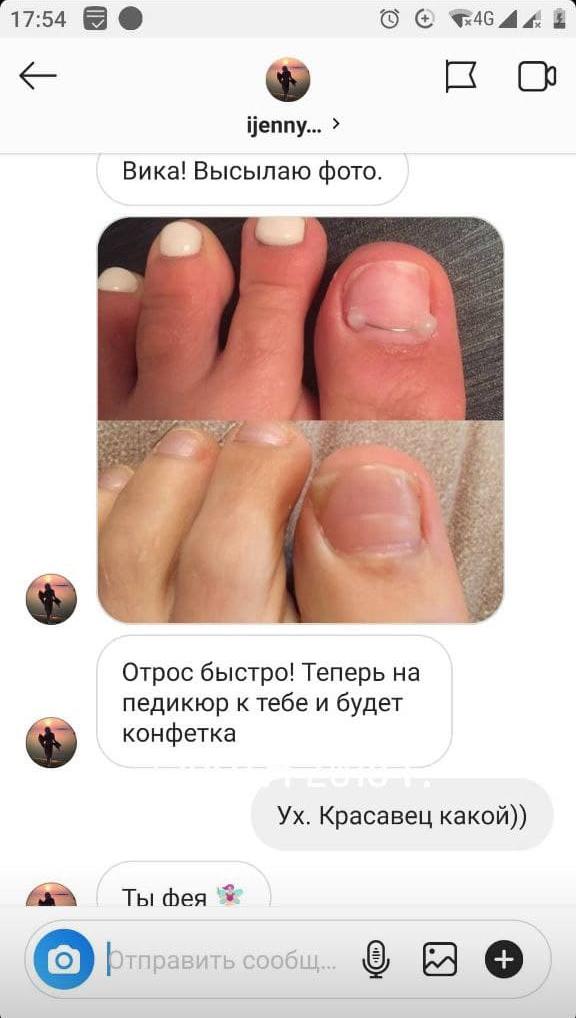 17:54
4G
ijenny... >
Вика! Высылаю фото.
Отрос быстро! Теперь на
педикюр к тебе и будет
конфетка
Ух. Красавец какой))
Ты фея
Отправить сообщ...